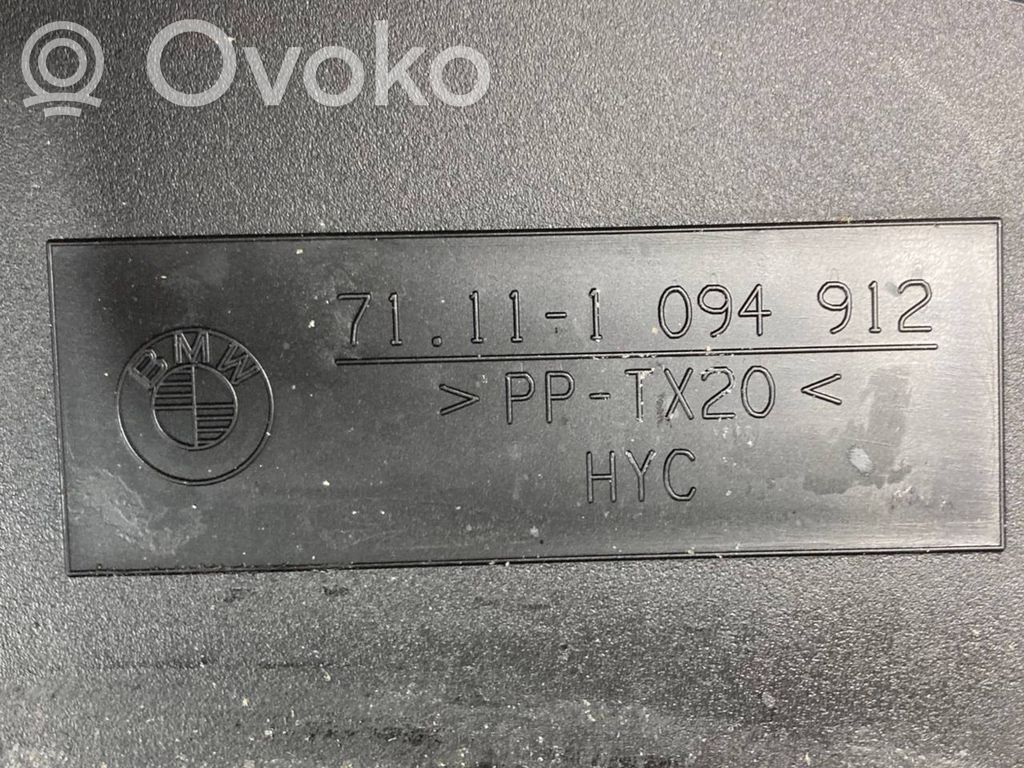 Ovoko
71.11-1 094 912
BMW
> PP-TX20 <
HYC